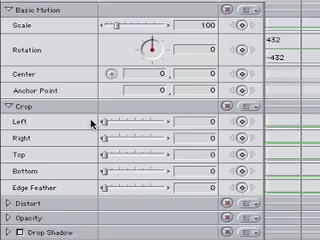 Basic Motion
Scale 100
Rotation 0 432
-432
Center 0 , 0
Anchor Point 0 , 0
Crop
Left 0
Right 0
Top 0
Bottom 0
Edge Feather 0
Distort
Opacity
Drop Shadow